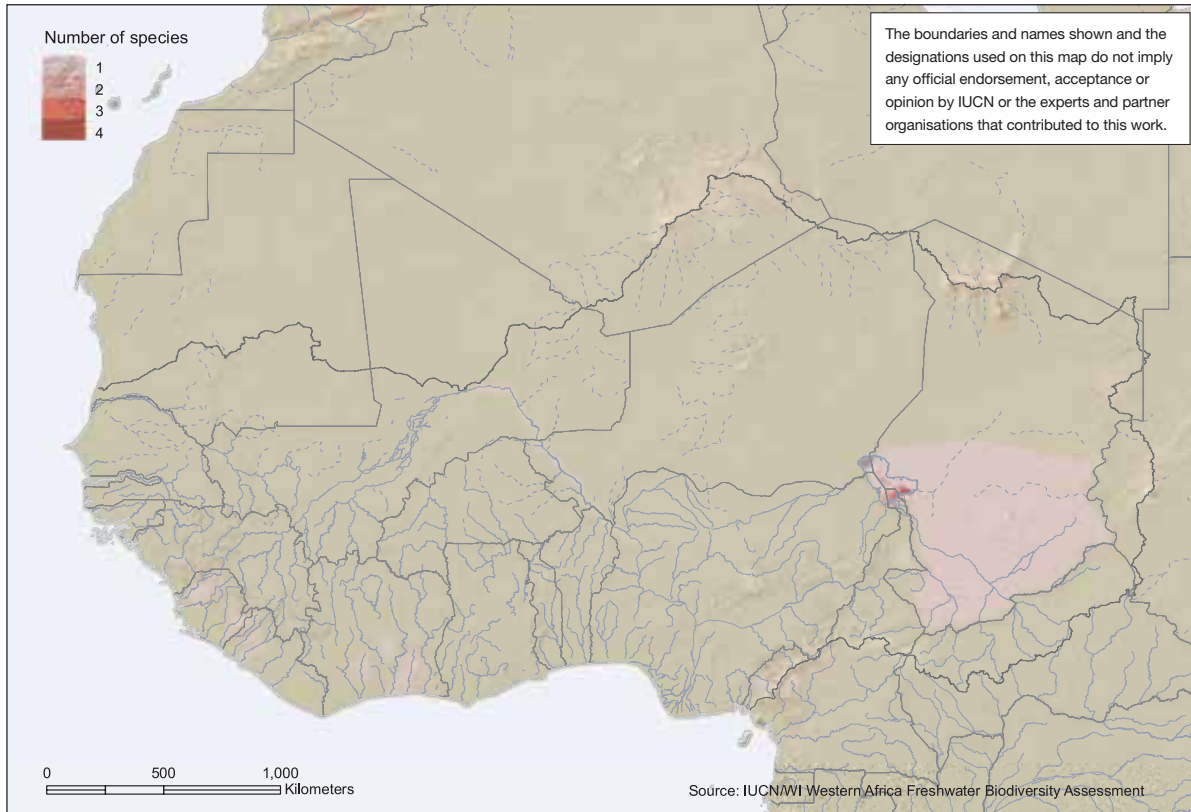 Number of species
1
2
3
4
The boundaries and names shown and the
designations used on this map do not imply
any official endorsement, acceptance or
opinion by IUCN or the experts and partner
organisations that contributed to this work.
0 500 1,000
Kilometers
Source: IUCN/WI Western Africa Freshwater Biodiversity Assessment